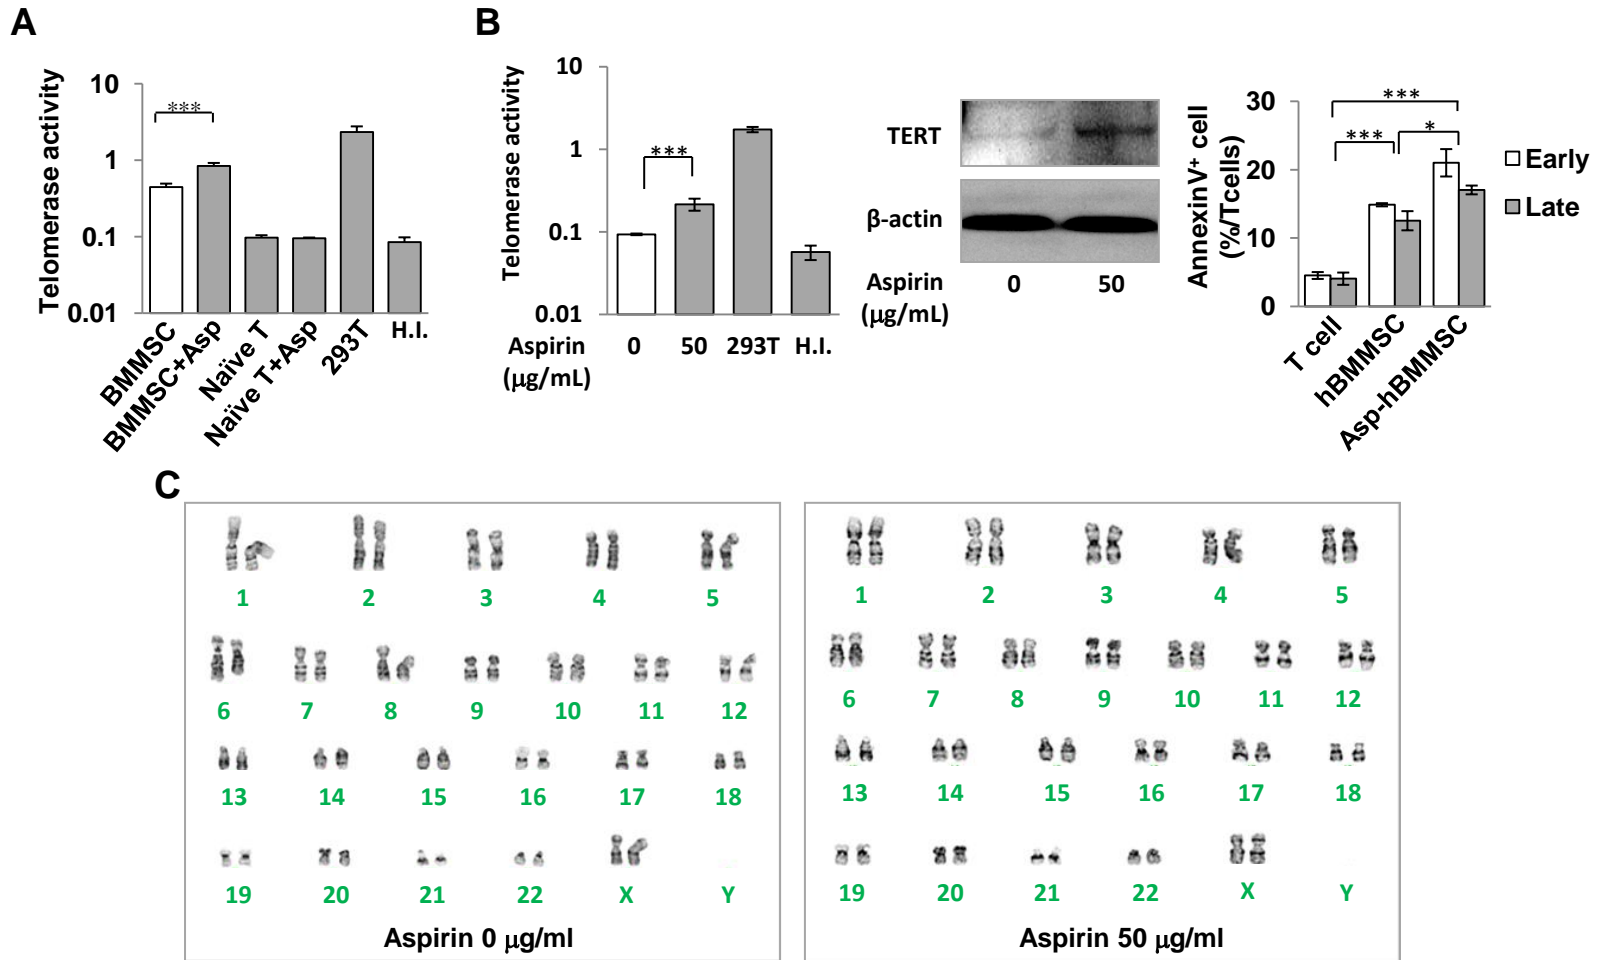 A
Telomerase activity
10
1
0.1
0.01
***
BMMSC
BMMSC+Asp
Naïve T
Naïve T+Asp
293T
H.I.
B
Telomerase activity
10
1
0.1
0.01
***
Aspirin
(μg/mL)
0
50
293T
H.I.
TERT
β-actin
Aspirin
(μg/mL)
0
50
AnnexinV⁺ cell
(%/Tcells)
30
20
10
0
***
***
*
Early
Late
T cell
hBMMSC
Asp-hBMMSC
C
1 2 3 4 5
6 7 8 9 10 11 12
13 14 15 16 17 18
19 20 21 22 X Y
Aspirin 0 μg/ml
1 2 3 4 5
6 7 8 9 10 11 12
13 14 15 16 17 18
19 20 21 22 X Y
Aspirin 50 μg/ml